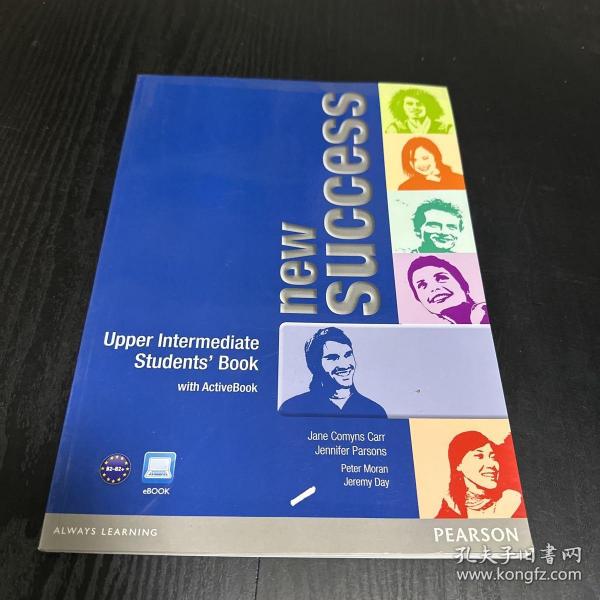 new
success
Upper Intermediate
Students' Book
with ActiveBook
Jane Comyns Carr
Jennifer Parsons
Peter Moran
Jeremy Day
B2-B2+
eBOOK
ALWAYS LEARNING
PEARSON
孔夫子旧書网
www.kongfz.com